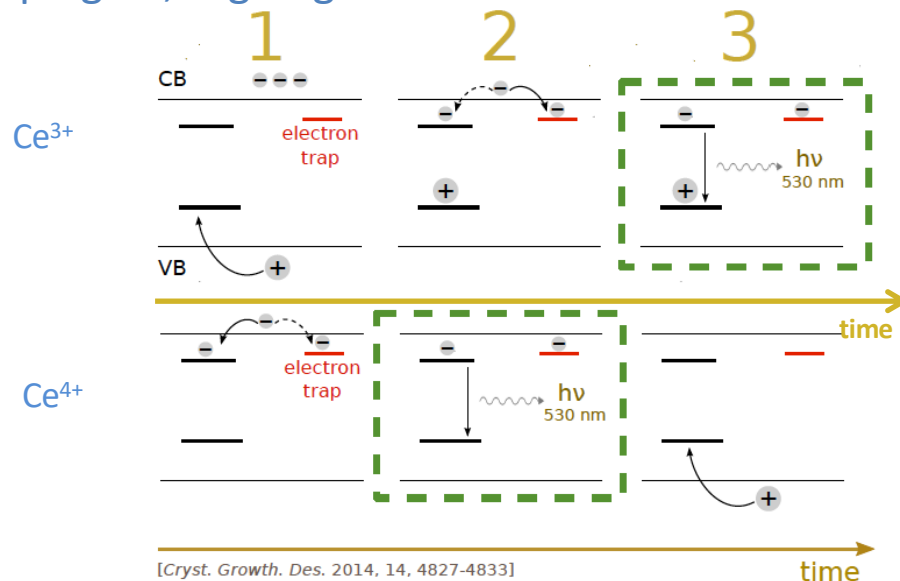 1 2 3
CB
Ce³⁺
electron
trap
hν
530 nm
VB
time
electron
trap
Ce⁴⁺
hν
530 nm
[Cryst. Growth. Des. 2014, 14, 4827-4833]
time